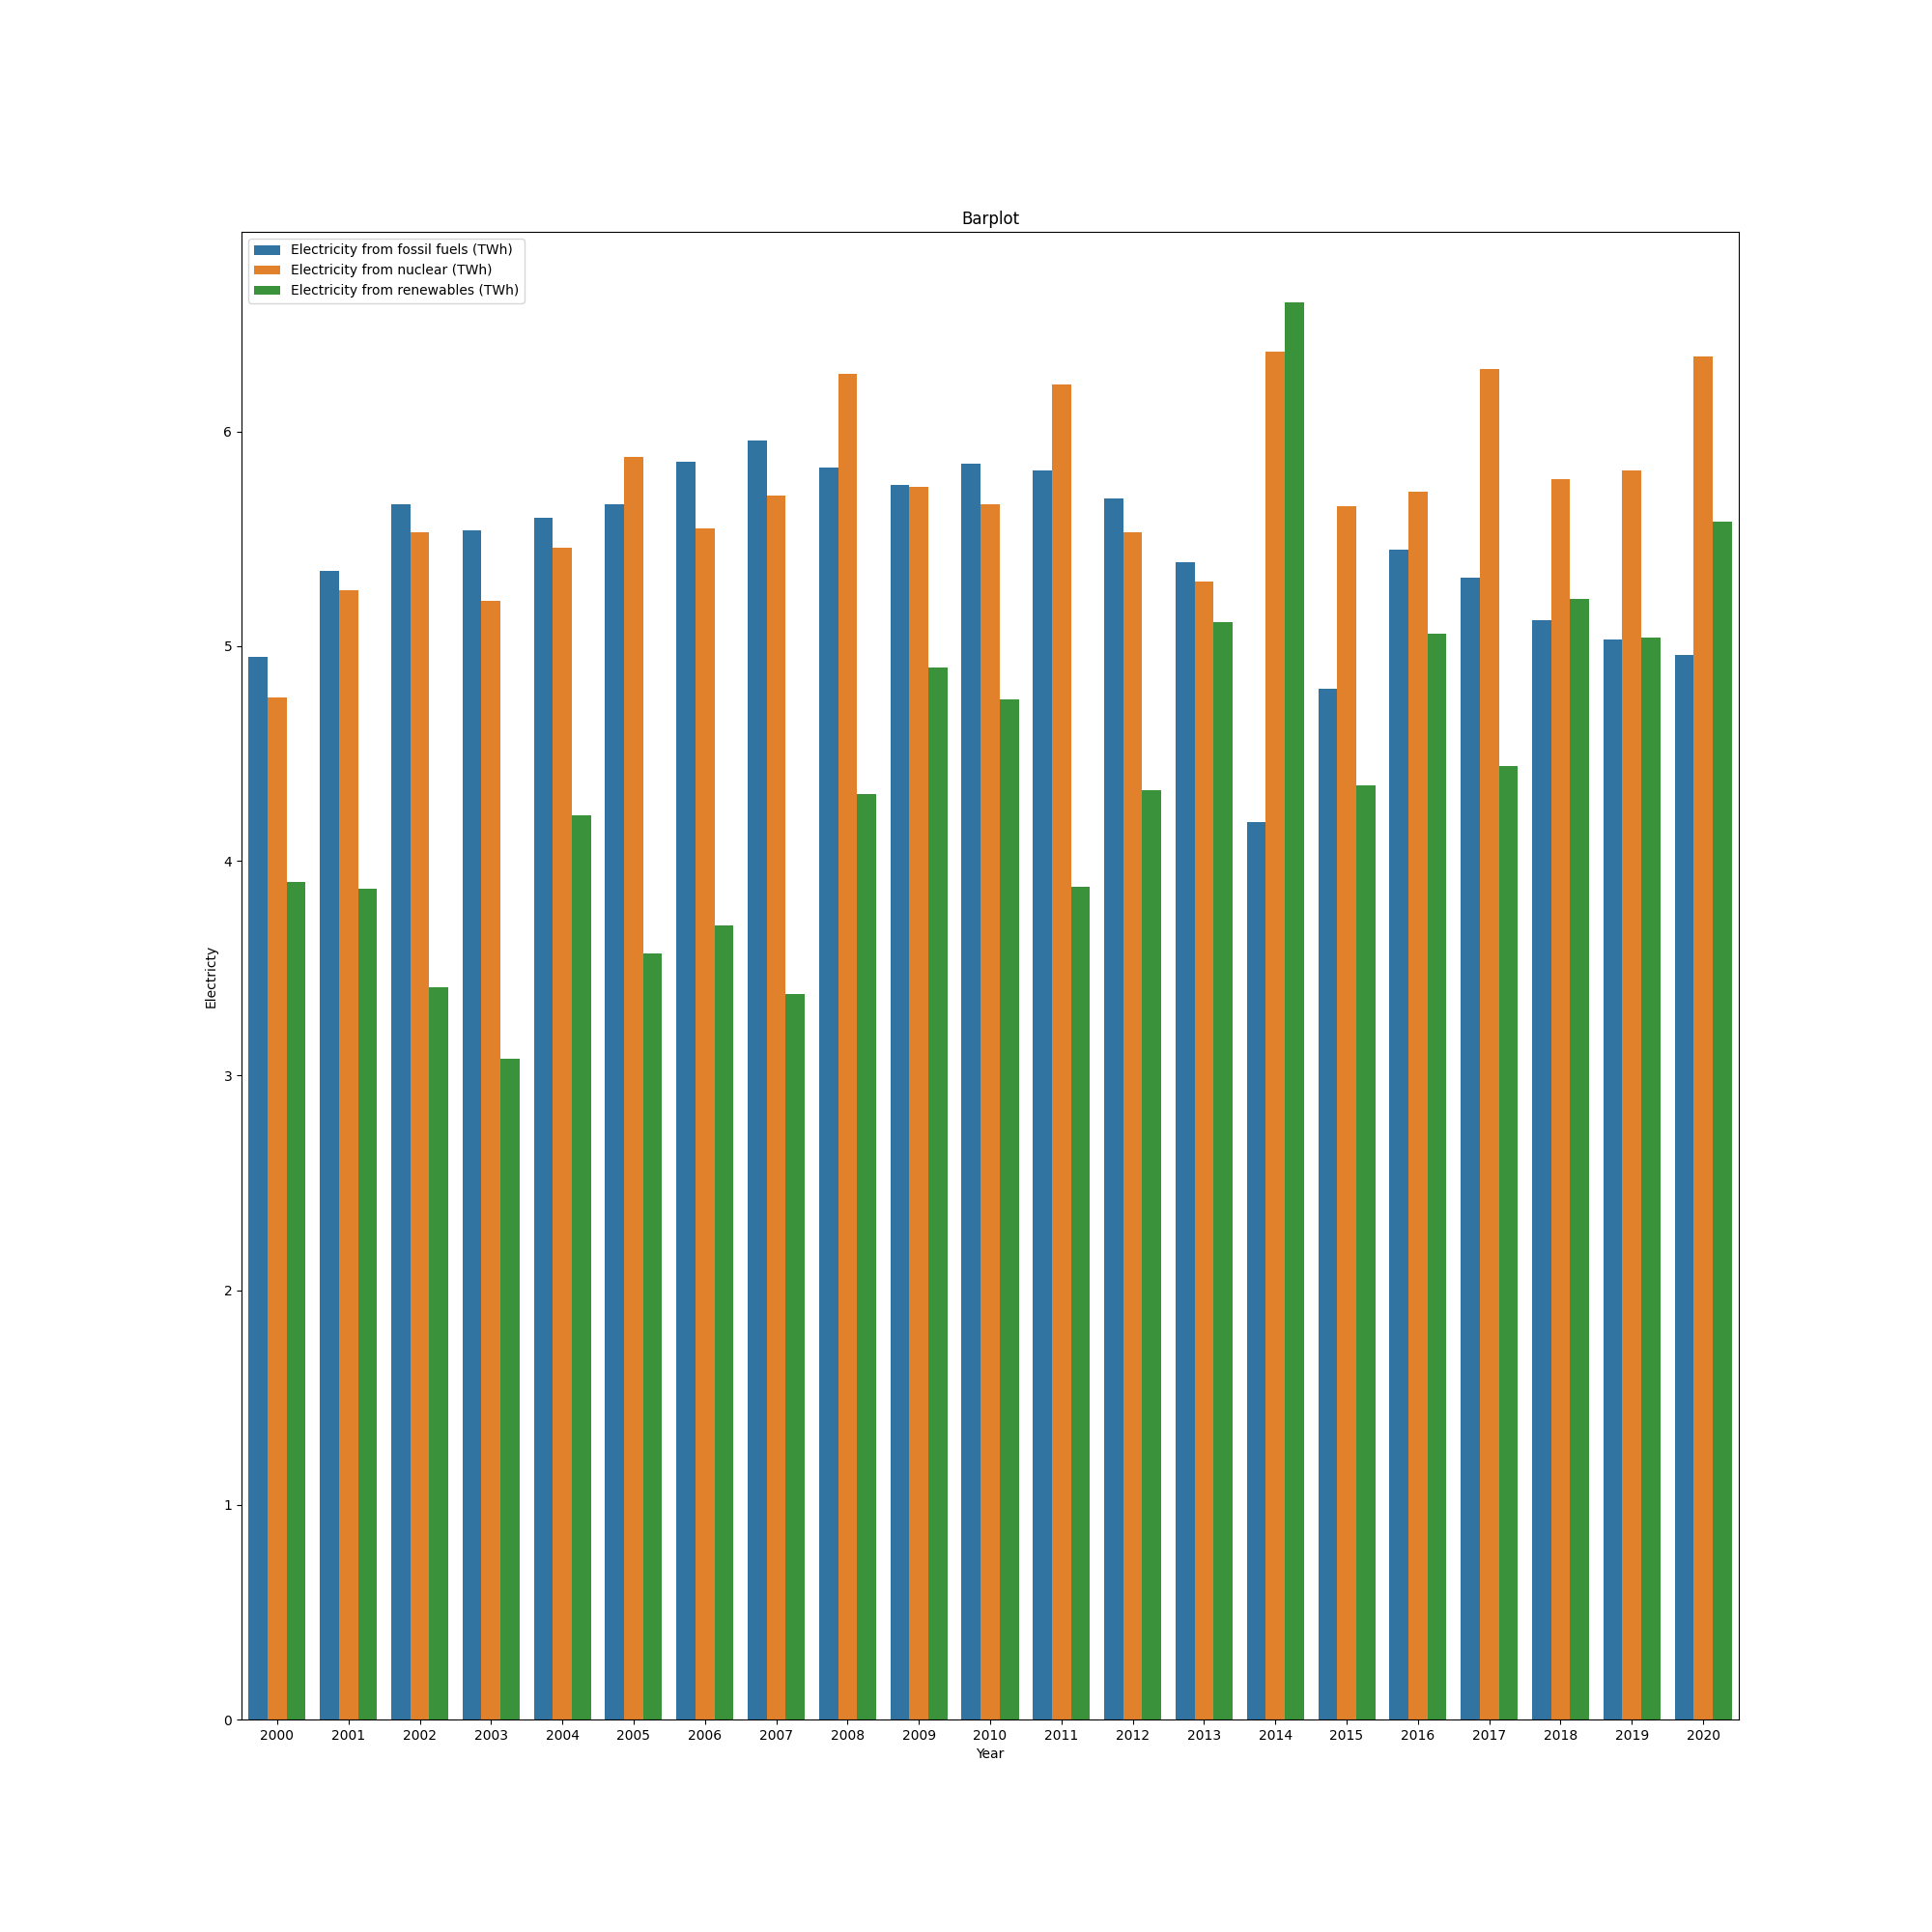 Barplot
Electricity from fossil fuels (TWh)
Electricity from nuclear (TWh)
Electricity from renewables (TWh)
6
5
4
3
2
1
0
Electricty
2000 2001 2002 2003 2004 2005 2006 2007 2008 2009 2010 2011 2012 2013 2014 2015 2016 2017 2018 2019 2020
Year